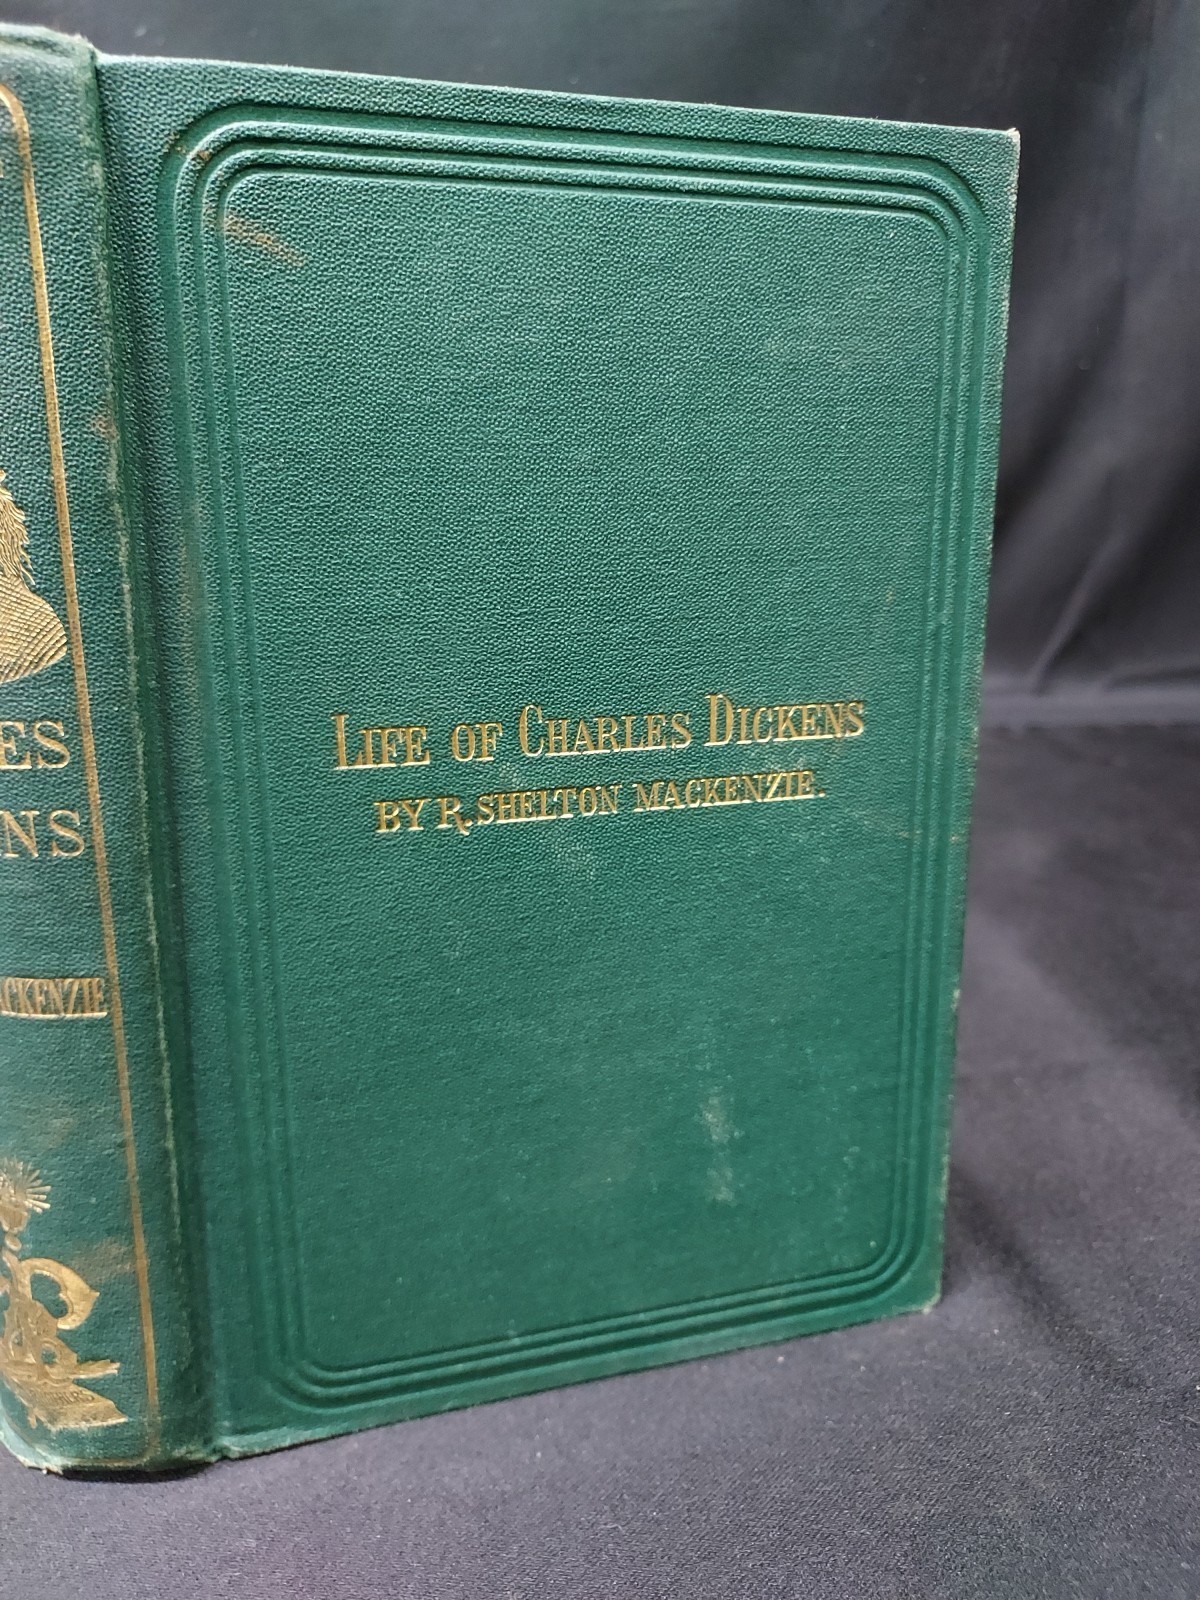 ES
NS
ACKENZIE
LIFE OF CHARLES DICKENS
BY R. SHELTON MACKENZIE.